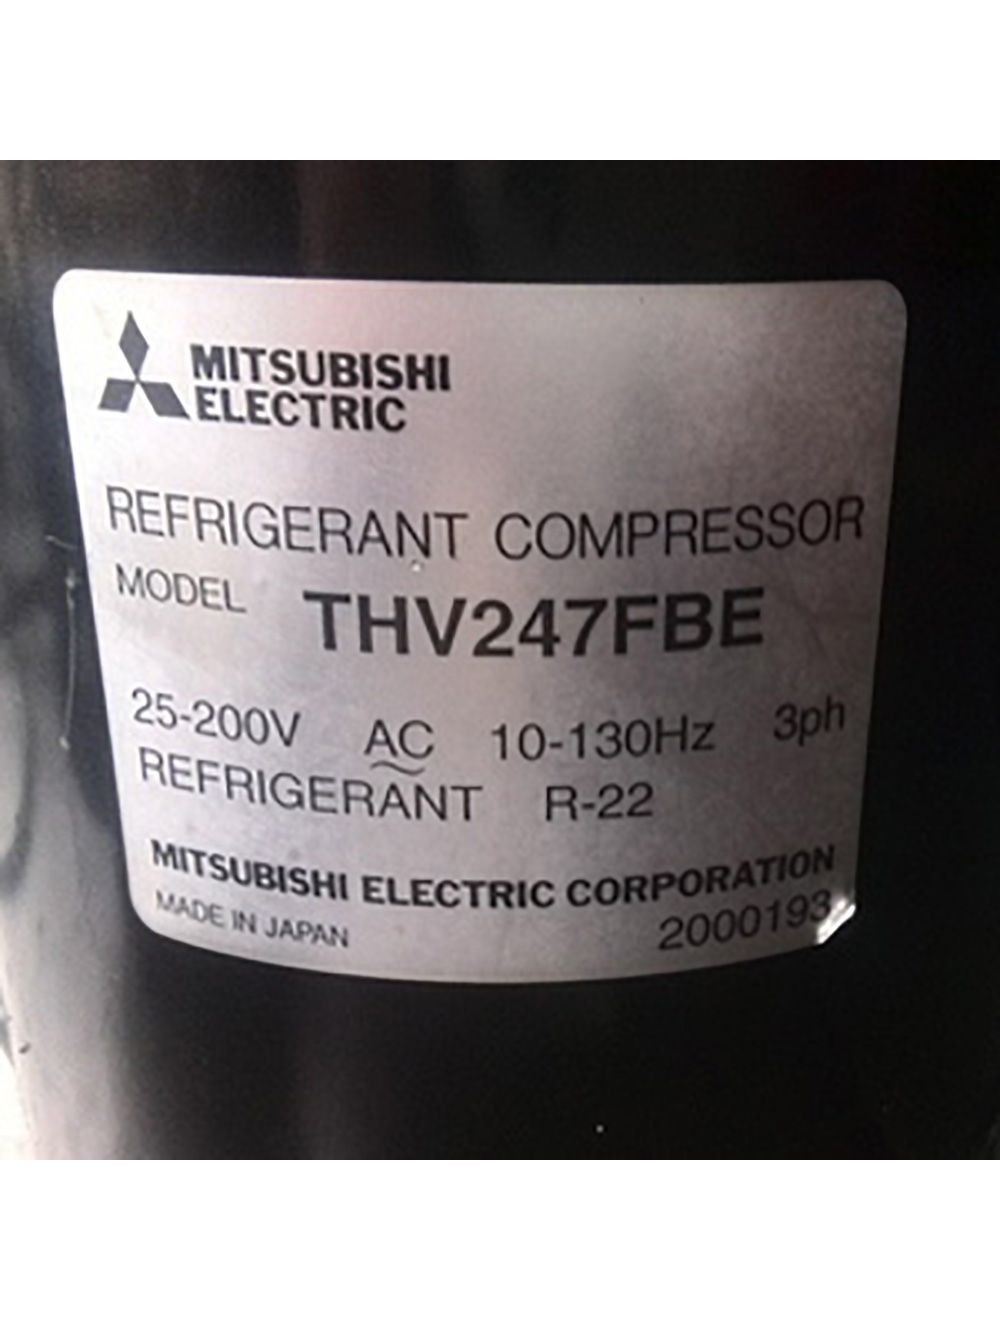 MITSUBISHI
ELECTRIC
REFRIGERANT COMPRESSOR
MODEL THV247FBE
25-200V AC 10-130Hz 3ph
REFRIGERANT R-22
MITSUBISHI ELECTRIC CORPORATION
MADE IN JAPAN 2000193